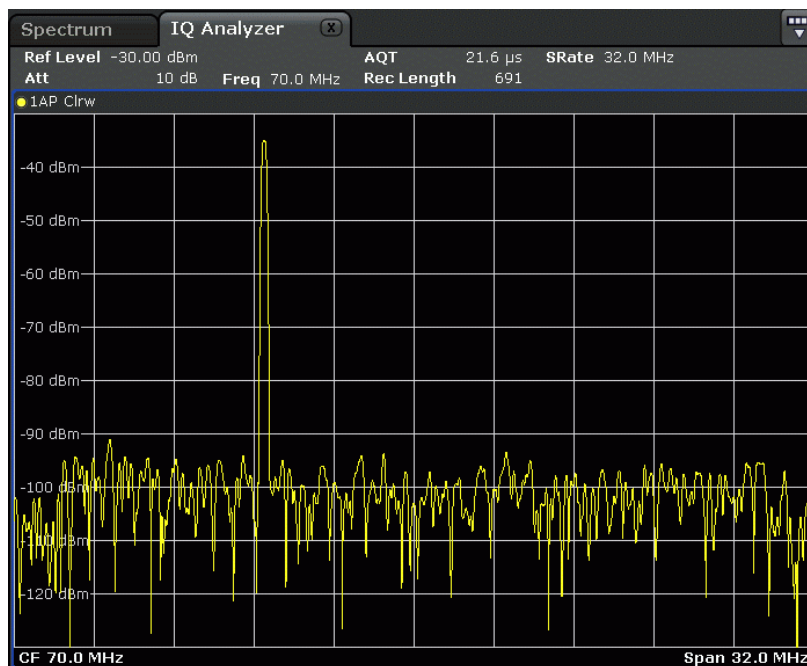 Spectrum IQ Analyzer X
Ref Level -30.00 dBm AQT 21.6 µs SRate 32.0 MHz
Att 10 dB Freq 70.0 MHz Rec Length 691
1AP Clrw
-40 dBm
-50 dBm
-60 dBm
-70 dBm
-80 dBm
-90 dBm
-100 dBm
-110 dBm
-120 dBm
CF 70.0 MHz Span 32.0 MHz